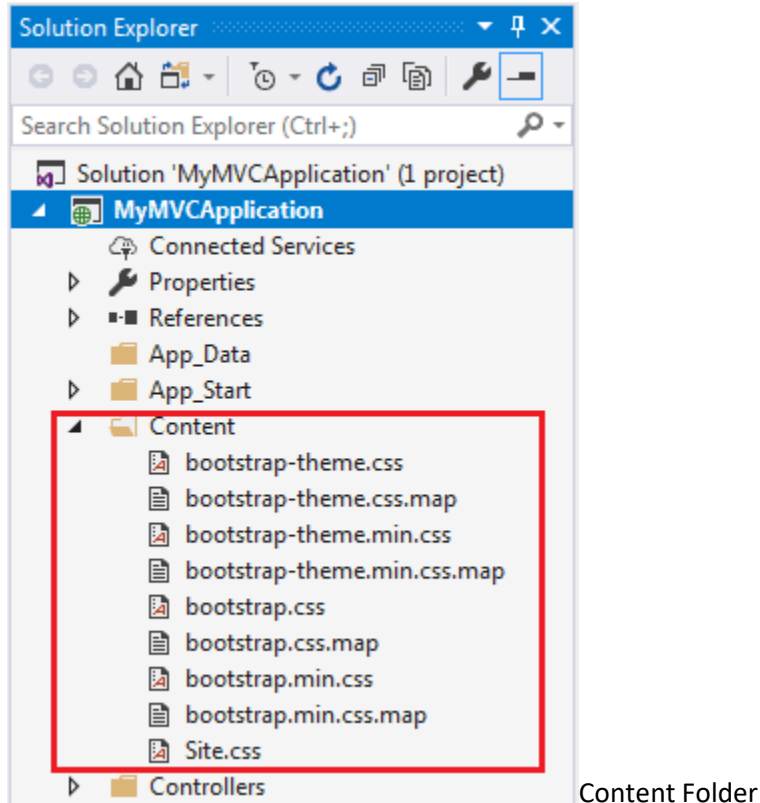 Solution Explorer
Search Solution Explorer (Ctrl+;)
Solution 'MyMVCApplication' (1 project)
MyMVCApplication
Connected Services
Properties
References
App_Data
App_Start
Content
bootstrap-theme.css
bootstrap-theme.css.map
bootstrap-theme.min.css
bootstrap-theme.min.css.map
bootstrap.css
bootstrap.css.map
bootstrap.min.css
bootstrap.min.css.map
Site.css
Controllers
Content Folder